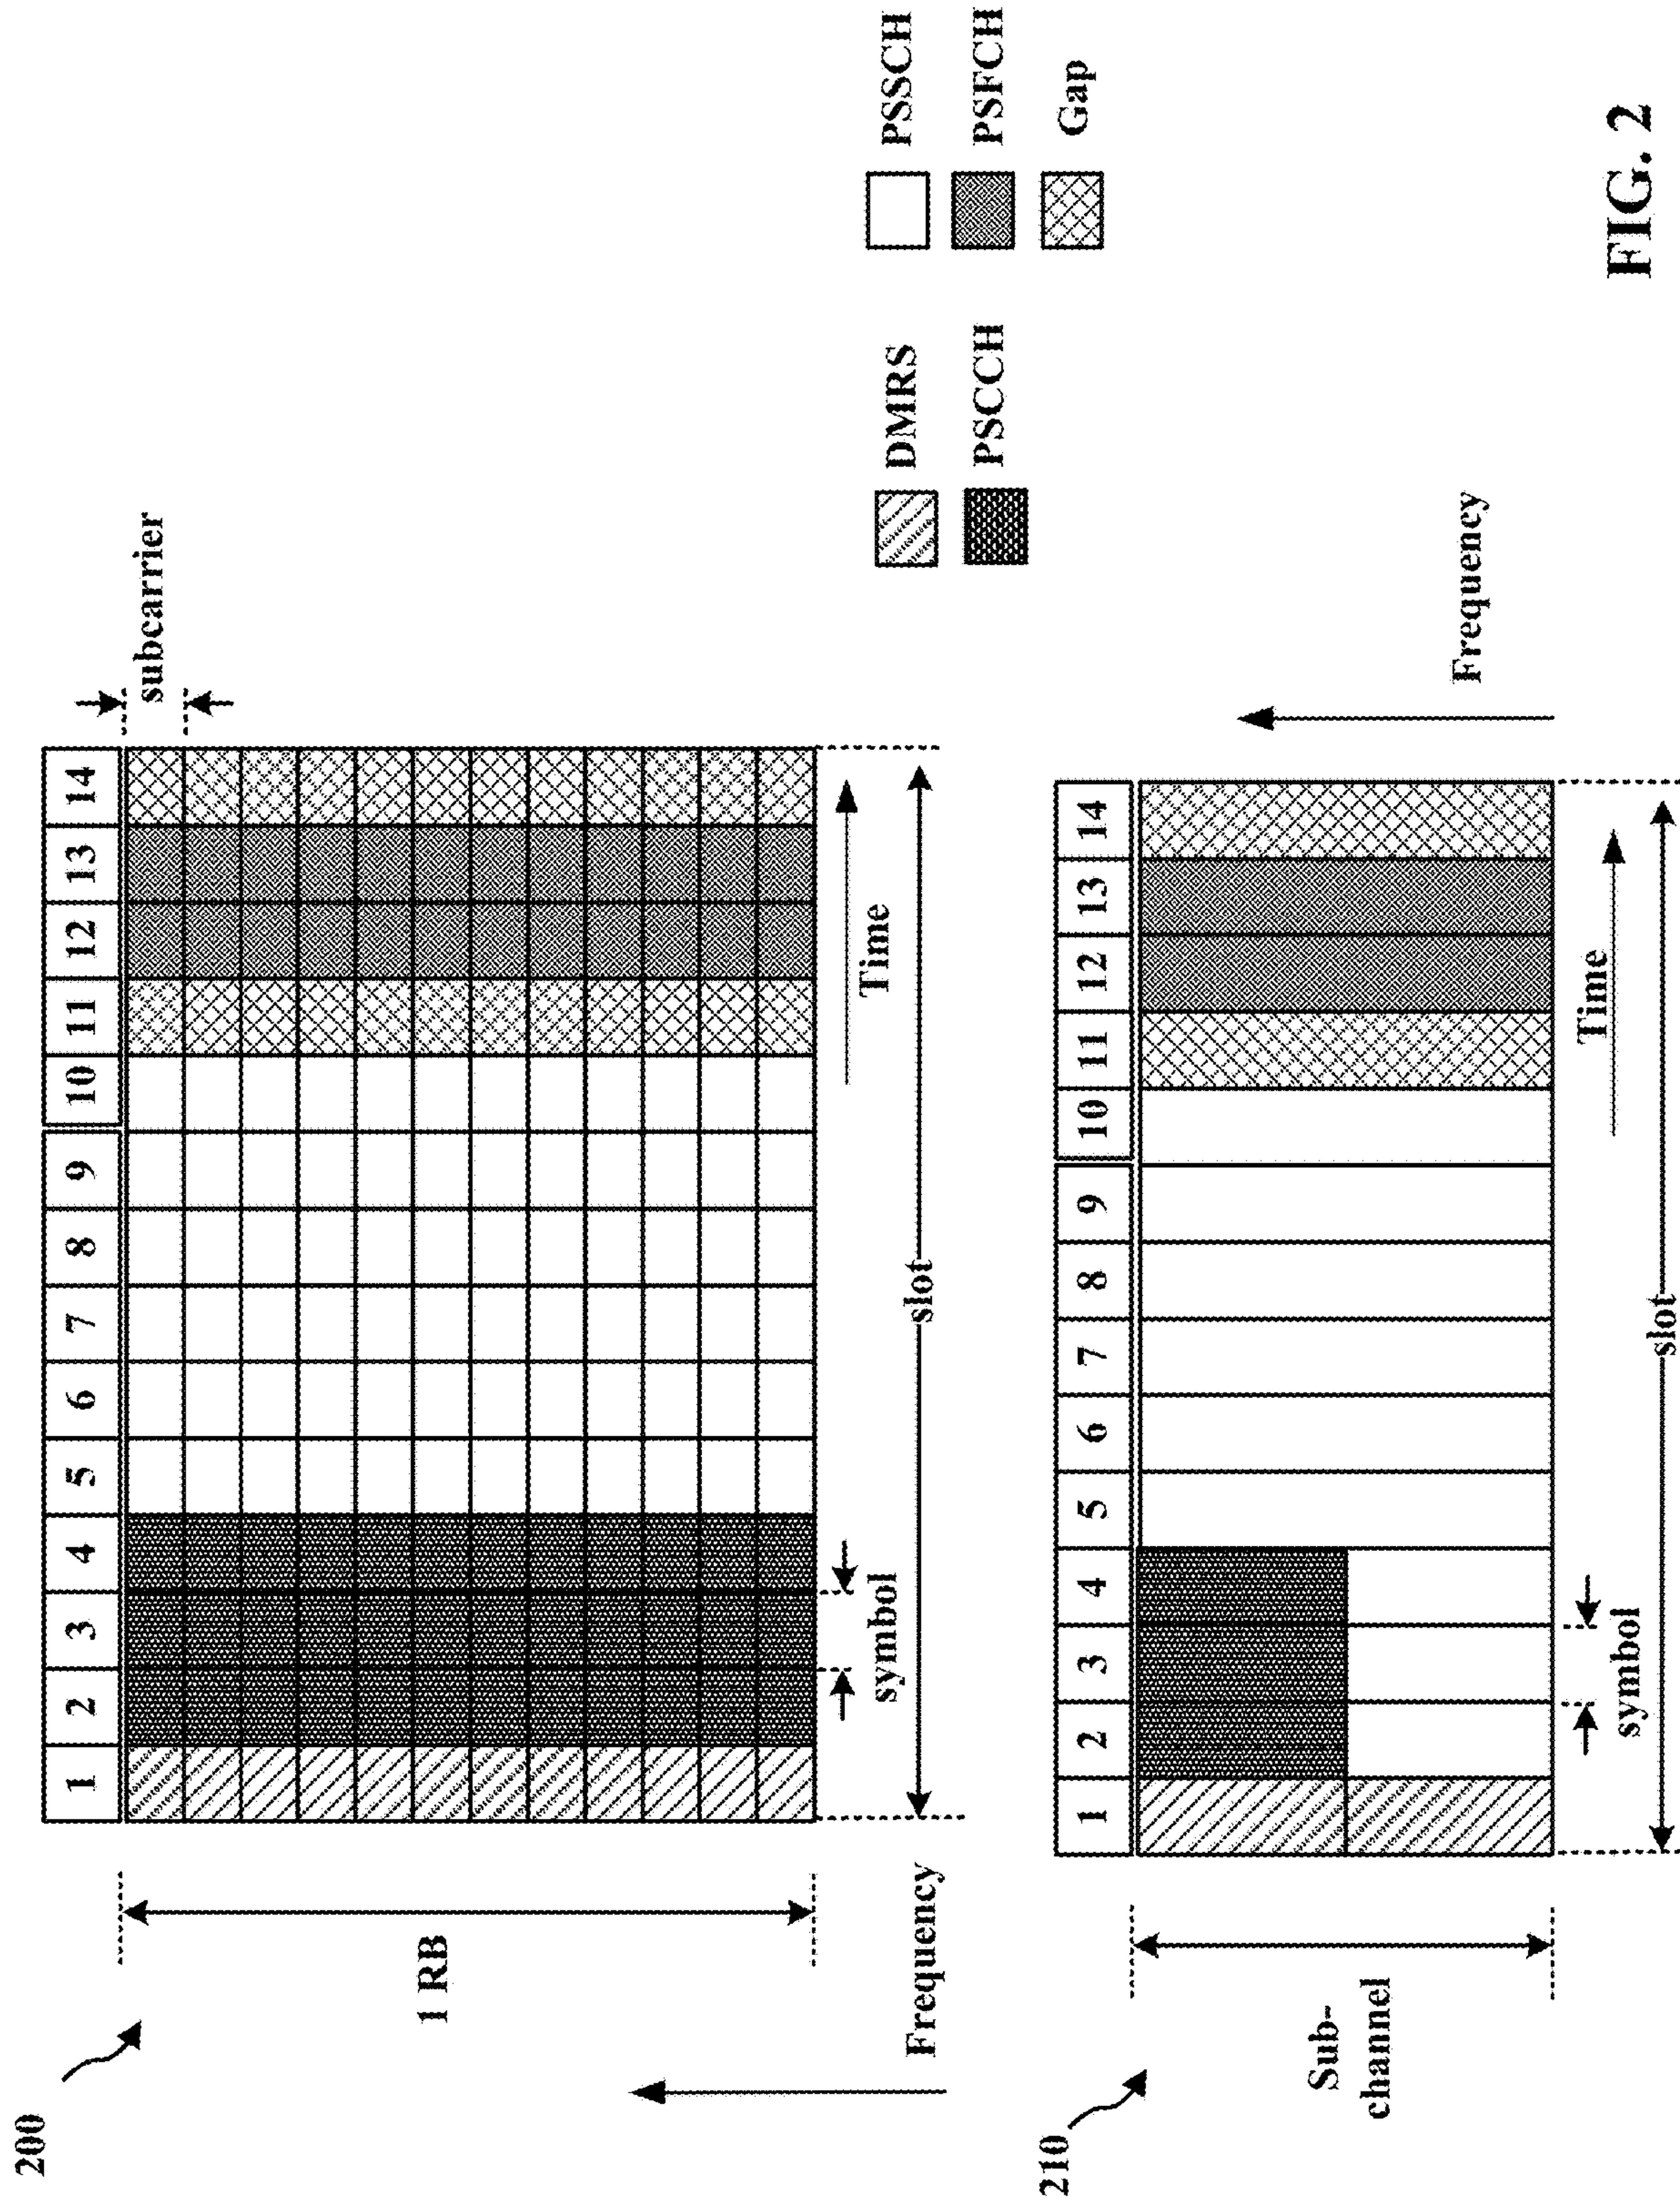 200
1 2 3 4 5 6 7 8 9 10 11 12 13 14
subcarrier
1 RB
Frequency
symbol
Time
slot
DMRS
PSSCH
PSCCH
PSFCH
Gap
210
1 2 3 4 5 6 7 8 9 10 11 12 13 14
Sub-
channel
Frequency
symbol
Time
slot
FIG. 2